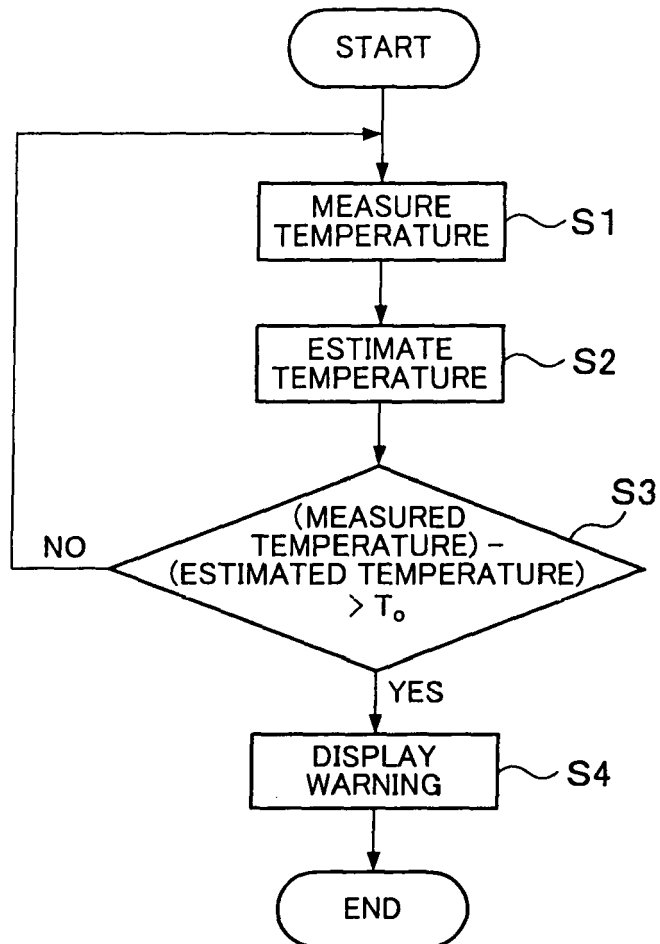 START
MEASURE
TEMPERATURE
S1
ESTIMATE
TEMPERATURE
S2
S3
(MEASURED
TEMPERATURE) –
(ESTIMATED TEMPERATURE)
> T₀
NO
YES
DISPLAY
WARNING
S4
END